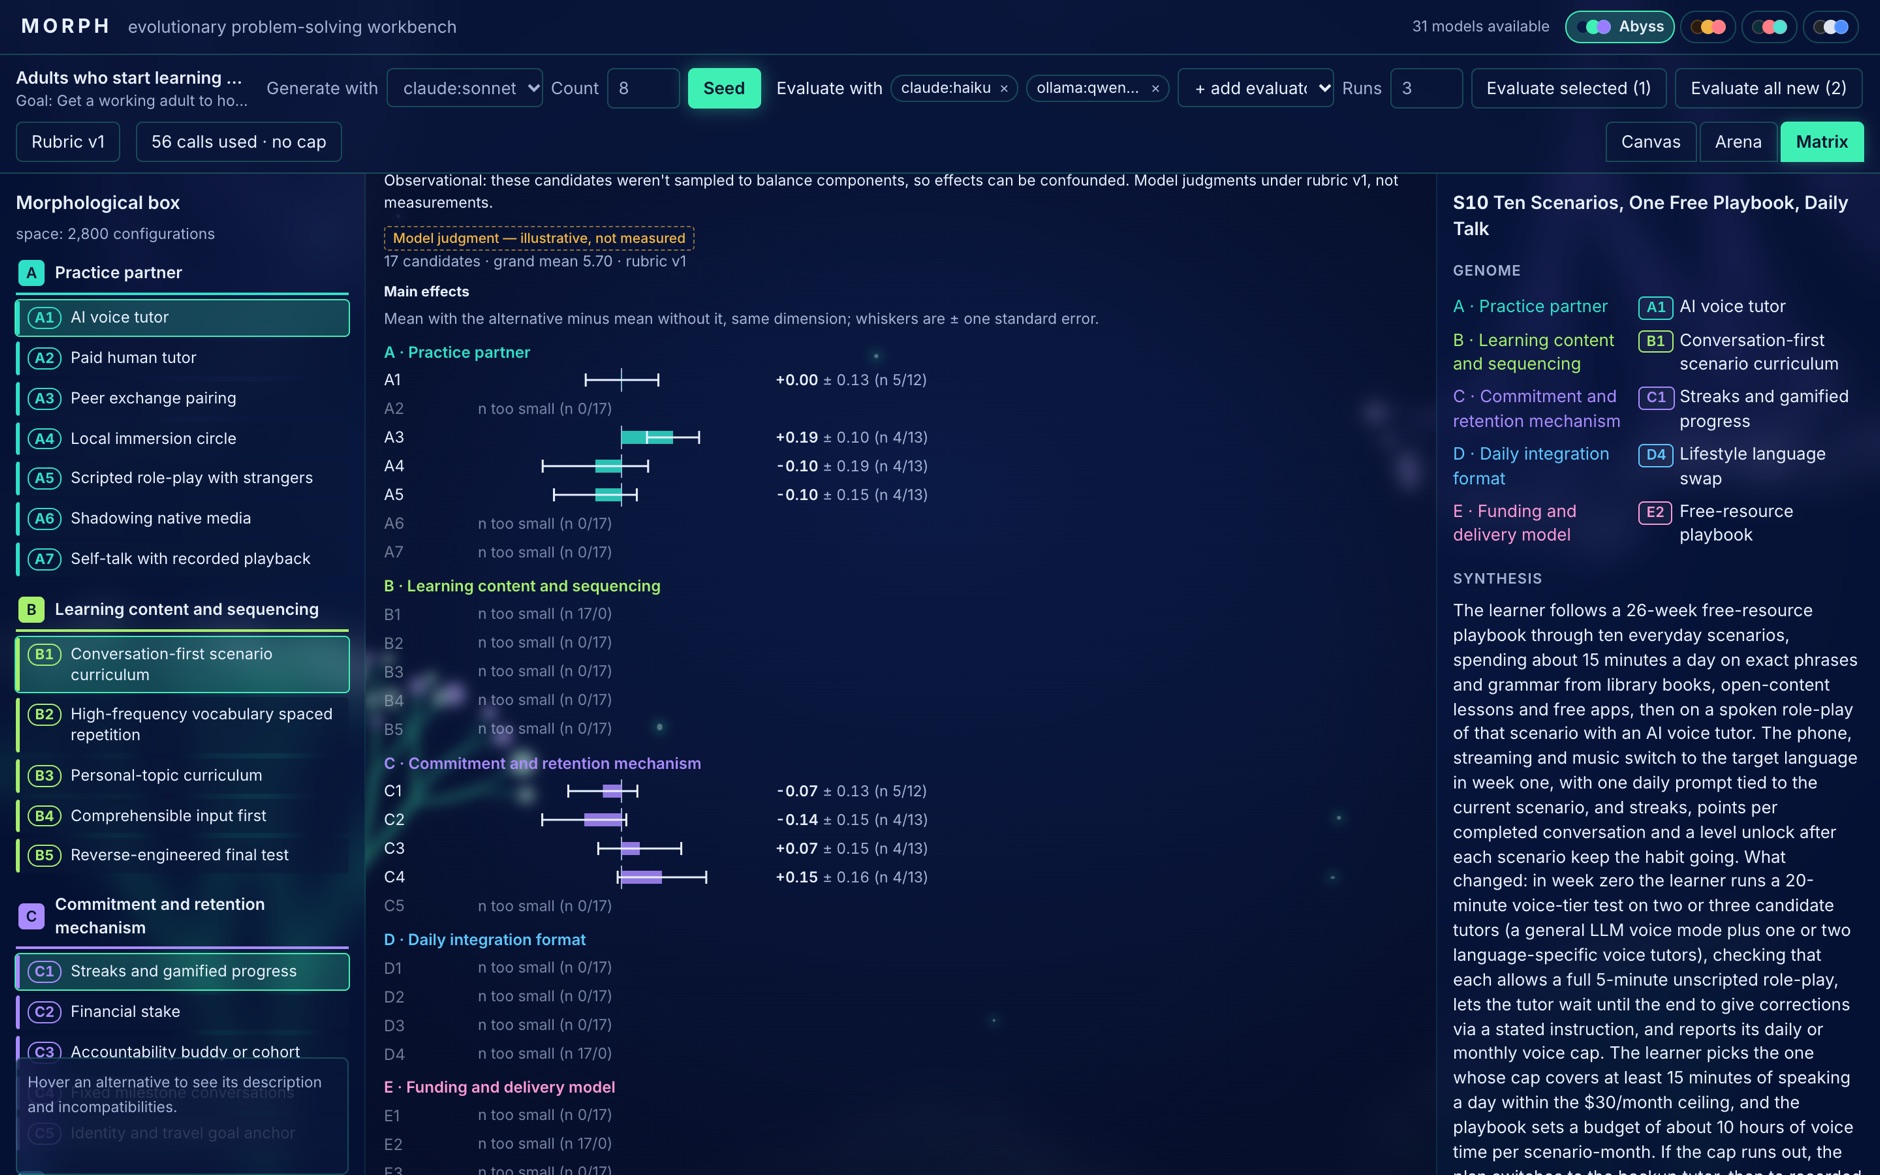 MORPH evolutionary problem-solving workbench
31 models available
Abyss
Adults who start learning ...
Goal: Get a working adult to ho...
Generate with claude:sonnet Count 8 Seed
Evaluate with claude:haiku × ollama:qwen... × + add evaluato Runs 3 Evaluate selected (1) Evaluate all new (2)
Rubric v1 56 calls used · no cap
Canvas Arena Matrix
Morphological box
space: 2,800 configurations
A Practice partner
A1 AI voice tutor
A2 Paid human tutor
A3 Peer exchange pairing
A4 Local immersion circle
A5 Scripted role-play with strangers
A6 Shadowing native media
A7 Self-talk with recorded playback
B Learning content and sequencing
B1 Conversation-first scenario
curriculum
B2 High-frequency vocabulary spaced
repetition
B3 Personal-topic curriculum
B4 Comprehensible input first
B5 Reverse-engineered final test
C Commitment and retention
mechanism
C1 Streaks and gamified progress
C2 Financial stake
C3 Accountability buddy or cohort
C4 Fixed milestone conversations
C5 Identity and travel goal anchor
Hover an alternative to see its description
and incompatibilities.
Observational: these candidates weren't sampled to balance components, so effects can be confounded. Model judgments under rubric v1, not
measurements.
Model judgment — illustrative, not measured
17 candidates · grand mean 5.70 · rubric v1
Main effects
Mean with the alternative minus mean without it, same dimension; whiskers are ± one standard error.
A · Practice partner
A1 +0.00 ± 0.13 (n 5/12)
A2 n too small (n 0/17)
A3 +0.19 ± 0.10 (n 4/13)
A4 -0.10 ± 0.19 (n 4/13)
A5 -0.10 ± 0.15 (n 4/13)
A6 n too small (n 0/17)
A7 n too small (n 0/17)
B · Learning content and sequencing
B1 n too small (n 17/0)
B2 n too small (n 0/17)
B3 n too small (n 0/17)
B4 n too small (n 0/17)
B5 n too small (n 0/17)
C · Commitment and retention mechanism
C1 -0.07 ± 0.13 (n 5/12)
C2 -0.14 ± 0.15 (n 4/13)
C3 +0.07 ± 0.15 (n 4/13)
C4 +0.15 ± 0.16 (n 4/13)
C5 n too small (n 0/17)
D · Daily integration format
D1 n too small (n 0/17)
D2 n too small (n 0/17)
D3 n too small (n 0/17)
D4 n too small (n 17/0)
E · Funding and delivery model
E1 n too small (n 0/17)
E2 n too small (n 17/0)
E3 n too small (n 0/17)
S10 Ten Scenarios, One Free Playbook, Daily
Talk
GENOME
A · Practice partner A1 AI voice tutor
B · Learning content B1 Conversation-first
and sequencing scenario curriculum
C · Commitment and C1 Streaks and gamified
retention mechanism progress
D · Daily integration D4 Lifestyle language
format swap
E · Funding and E2 Free-resource
delivery model playbook
SYNTHESIS
The learner follows a 26-week free-resource
playbook through ten everyday scenarios,
spending about 15 minutes a day on exact phrases
and grammar from library books, open-content
lessons and free apps, then on a spoken role-play
of that scenario with an AI voice tutor. The phone,
streaming and music switch to the target language
in week one, with one daily prompt tied to the
current scenario, and streaks, points per
completed conversation and a level unlock after
each scenario keep the habit going. What
changed: in week zero the learner runs a 20-
minute voice-tier test on two or three candidate
tutors (a general LLM voice mode plus one or two
language-specific voice tutors), checking that
each allows a full 5-minute unscripted role-play,
lets the tutor wait until the end to give corrections
via a stated instruction, and reports its daily or
monthly voice cap. The learner picks the one
whose cap covers at least 15 minutes of speaking
a day within the $30/month ceiling, and the
playbook sets a budget of about 10 hours of voice
time per scenario-month. If the cap runs out, the
plan switches to the backup tutor, then to recorded